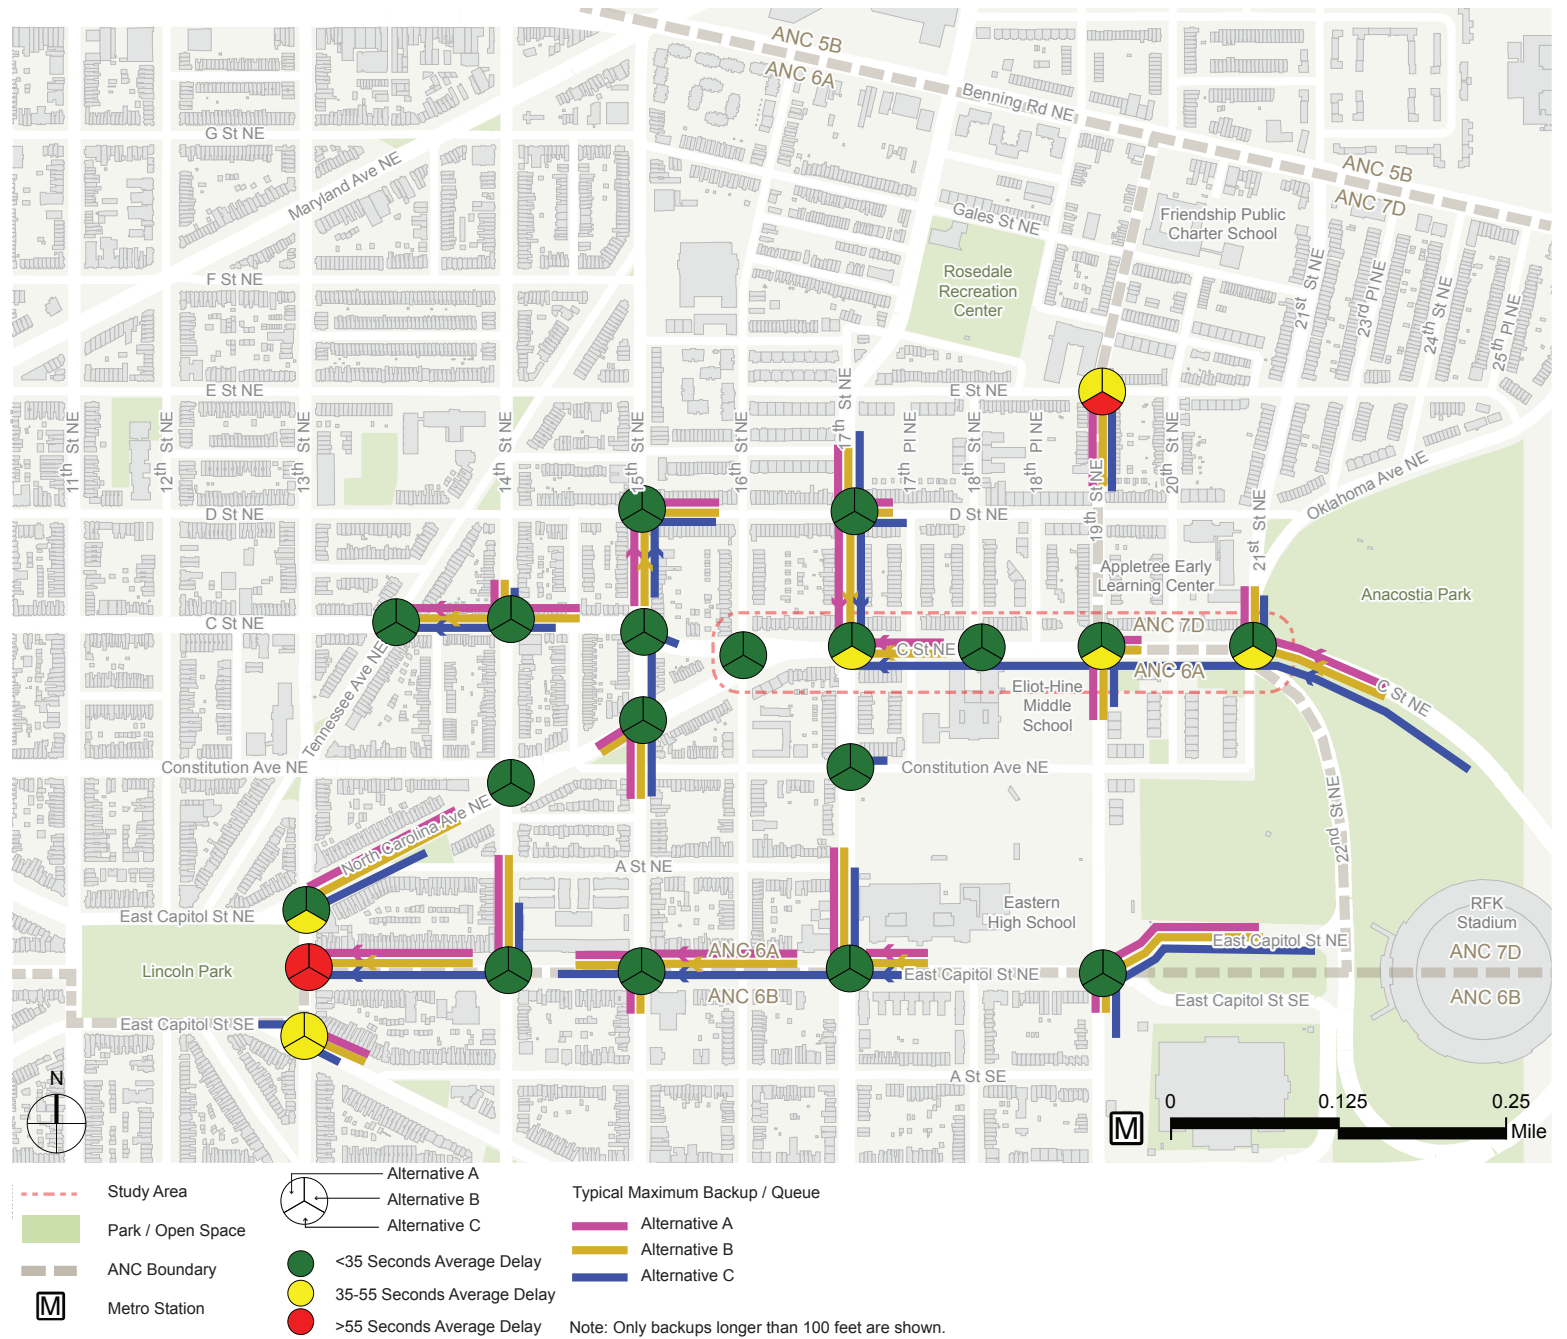 ANC 5B
ANC 6A
Benning Rd NE
G St NE
Maryland Ave NE
ANC 5B
ANC 7D
Gales St NE
Friendship Public
Charter School
F St NE
Rosedale
Recreation
Center
21st St NE
23rd Pl NE
24th St NE
25th Pl NE
E St NE
E St NE
11th St NE
12th St NE
13th St NE
14th St NE
15th St NE
16th St NE
17th St NE
17th Pl NE
18th St NE
18th Pl NE
19th St NE
20th St NE
21st St NE
Oklahoma Ave NE
D St NE
D St NE
Appletree Early
Learning Center
Anacostia Park
C St NE
ANC 7D
C St NE
ANC 6A
Tennessee Ave NE
Eliot-Hine
Middle
School
C St NE
Constitution Ave NE
Constitution Ave NE
North Carolina Ave NE
22nd St NE
A St NE
East Capitol St NE
Eastern
High School
RFK
Stadium
Lincoln Park
ANC 6A
East Capitol St NE
ANC 7D
East Capitol St NE
ANC 6B
ANC 6B
East Capitol St SE
East Capitol St SE
N
A St SE
0
0.125
0.25
M
Mile
Study Area
Park / Open Space
ANC Boundary
M
Metro Station
Alternative A
Alternative B
Alternative C
<35 Seconds Average Delay
35-55 Seconds Average Delay
>55 Seconds Average Delay
Typical Maximum Backup / Queue
Alternative A
Alternative B
Alternative C
Note: Only backups longer than 100 feet are shown.